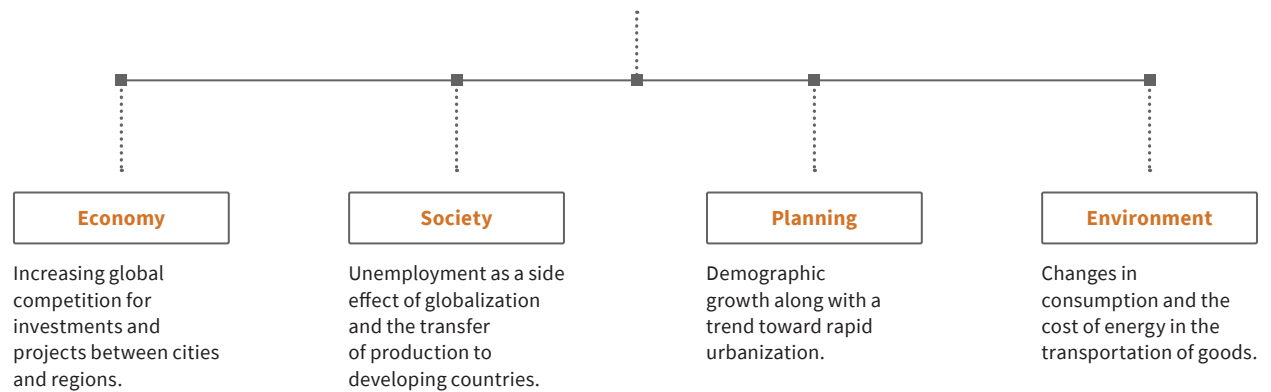 Economy
Increasing global
competition for
investments and
projects between cities
and regions.
Society
Unemployment as a side
effect of globalization
and the transfer
of production to
developing countries.
Planning
Demographic
growth along with a
trend toward rapid
urbanization.
Environment
Changes in
consumption and the
cost of energy in the
transportation of goods.